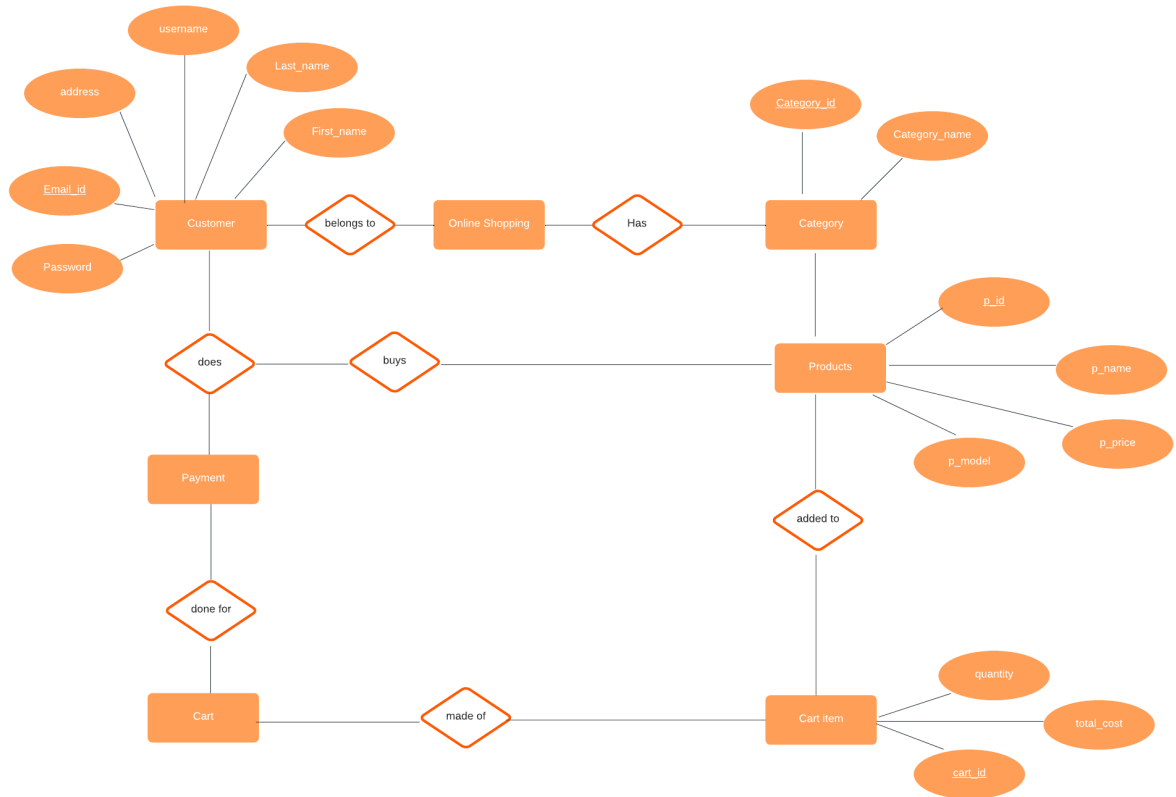 username
Last_name
address
Category_id
First_name
Category_name
Email_id
Customer
belongs to
Online Shopping
Has
Category
Password
p_id
does
buys
Products
p_name
p_price
p_model
Payment
added to
done for
quantity
Cart
made of
Cart item
total_cost
cart_id